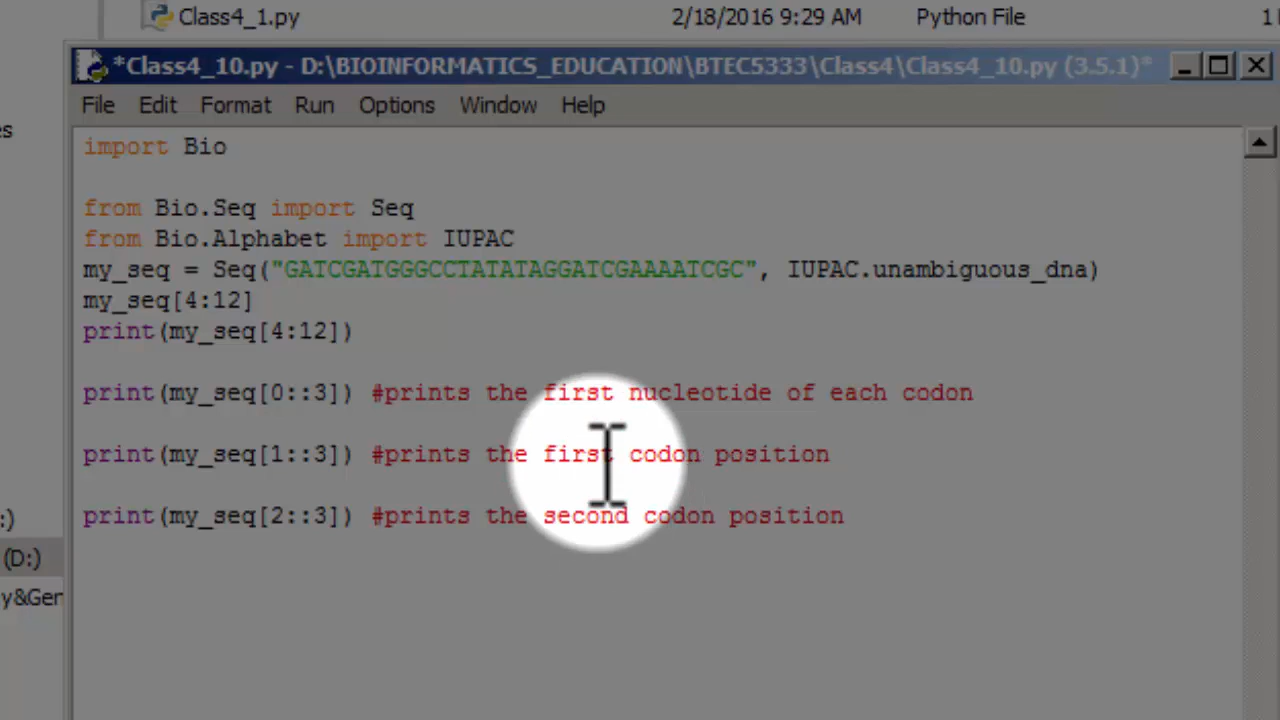 Class4_1.py 2/18/2016 9:29 AM Python File 1
*Class4_10.py - D:\BIOINFORMATICS_EDUCATION\BTEC5333\Class4\Class4_10.py (3.5.1)*
File Edit Format Run Options Window Help
es
import Bio
from Bio.Seq import Seq
from Bio.Alphabet import IUPAC
my_seq = Seq("GATCGATGGGCCTATATAGGATCGAAAATCGC", IUPAC.unambiguous_dna)
my_seq[4:12]
print(my_seq[4:12])
print(my_seq[0::3]) #prints the first nucleotide of each codon
print(my_seq[1::3]) #prints the first codon position
print(my_seq[2::3]) #prints the second codon position
:)
(D:)
y&Ger